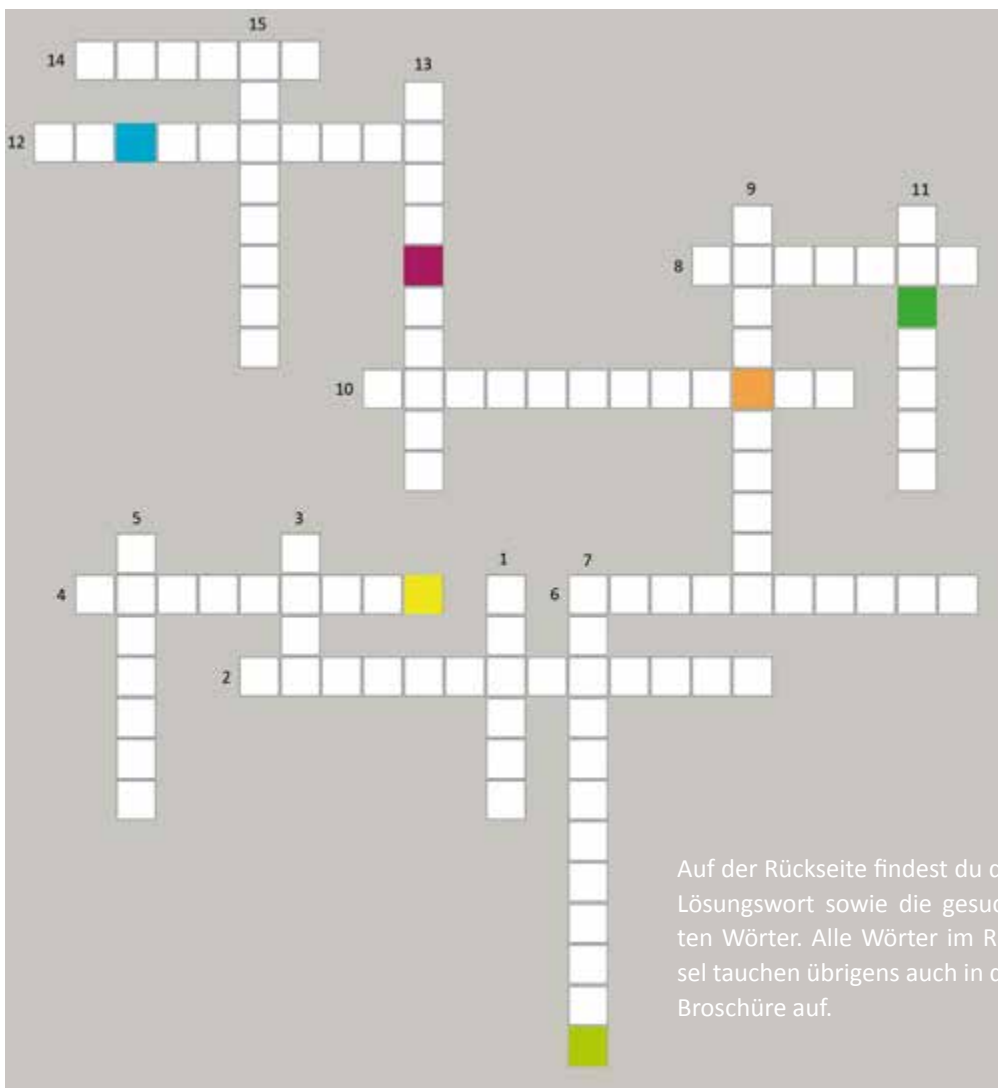 15
14
13
12
9 11
8
10
5 3
1 7
4 6
2
Auf der Rückseite findest du
Lösungswort sowie die
ten Wörter. Alle Wörter im
sel tauchen übrigens auch in
Broschüre auf.